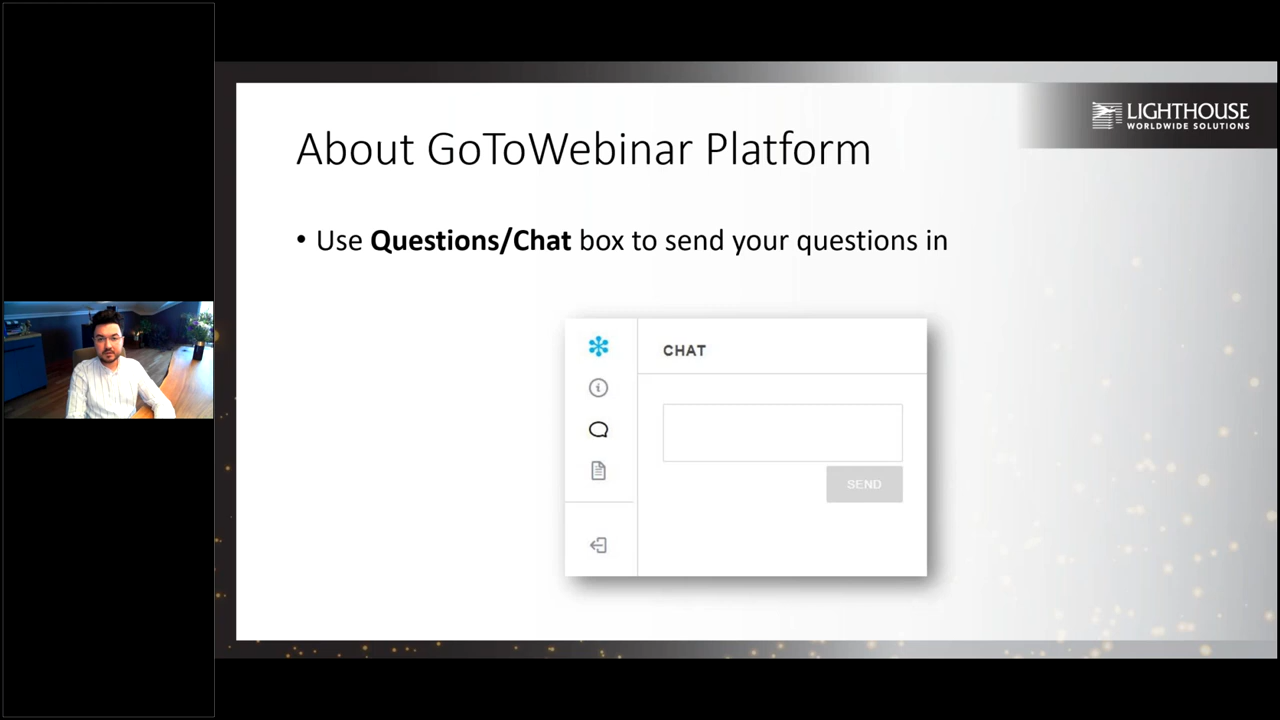 LIGHTHOUSE
WORLDWIDE SOLUTIONS
About GoToWebinar Platform
• Use Questions/Chat box to send your questions in
CHAT
SEND